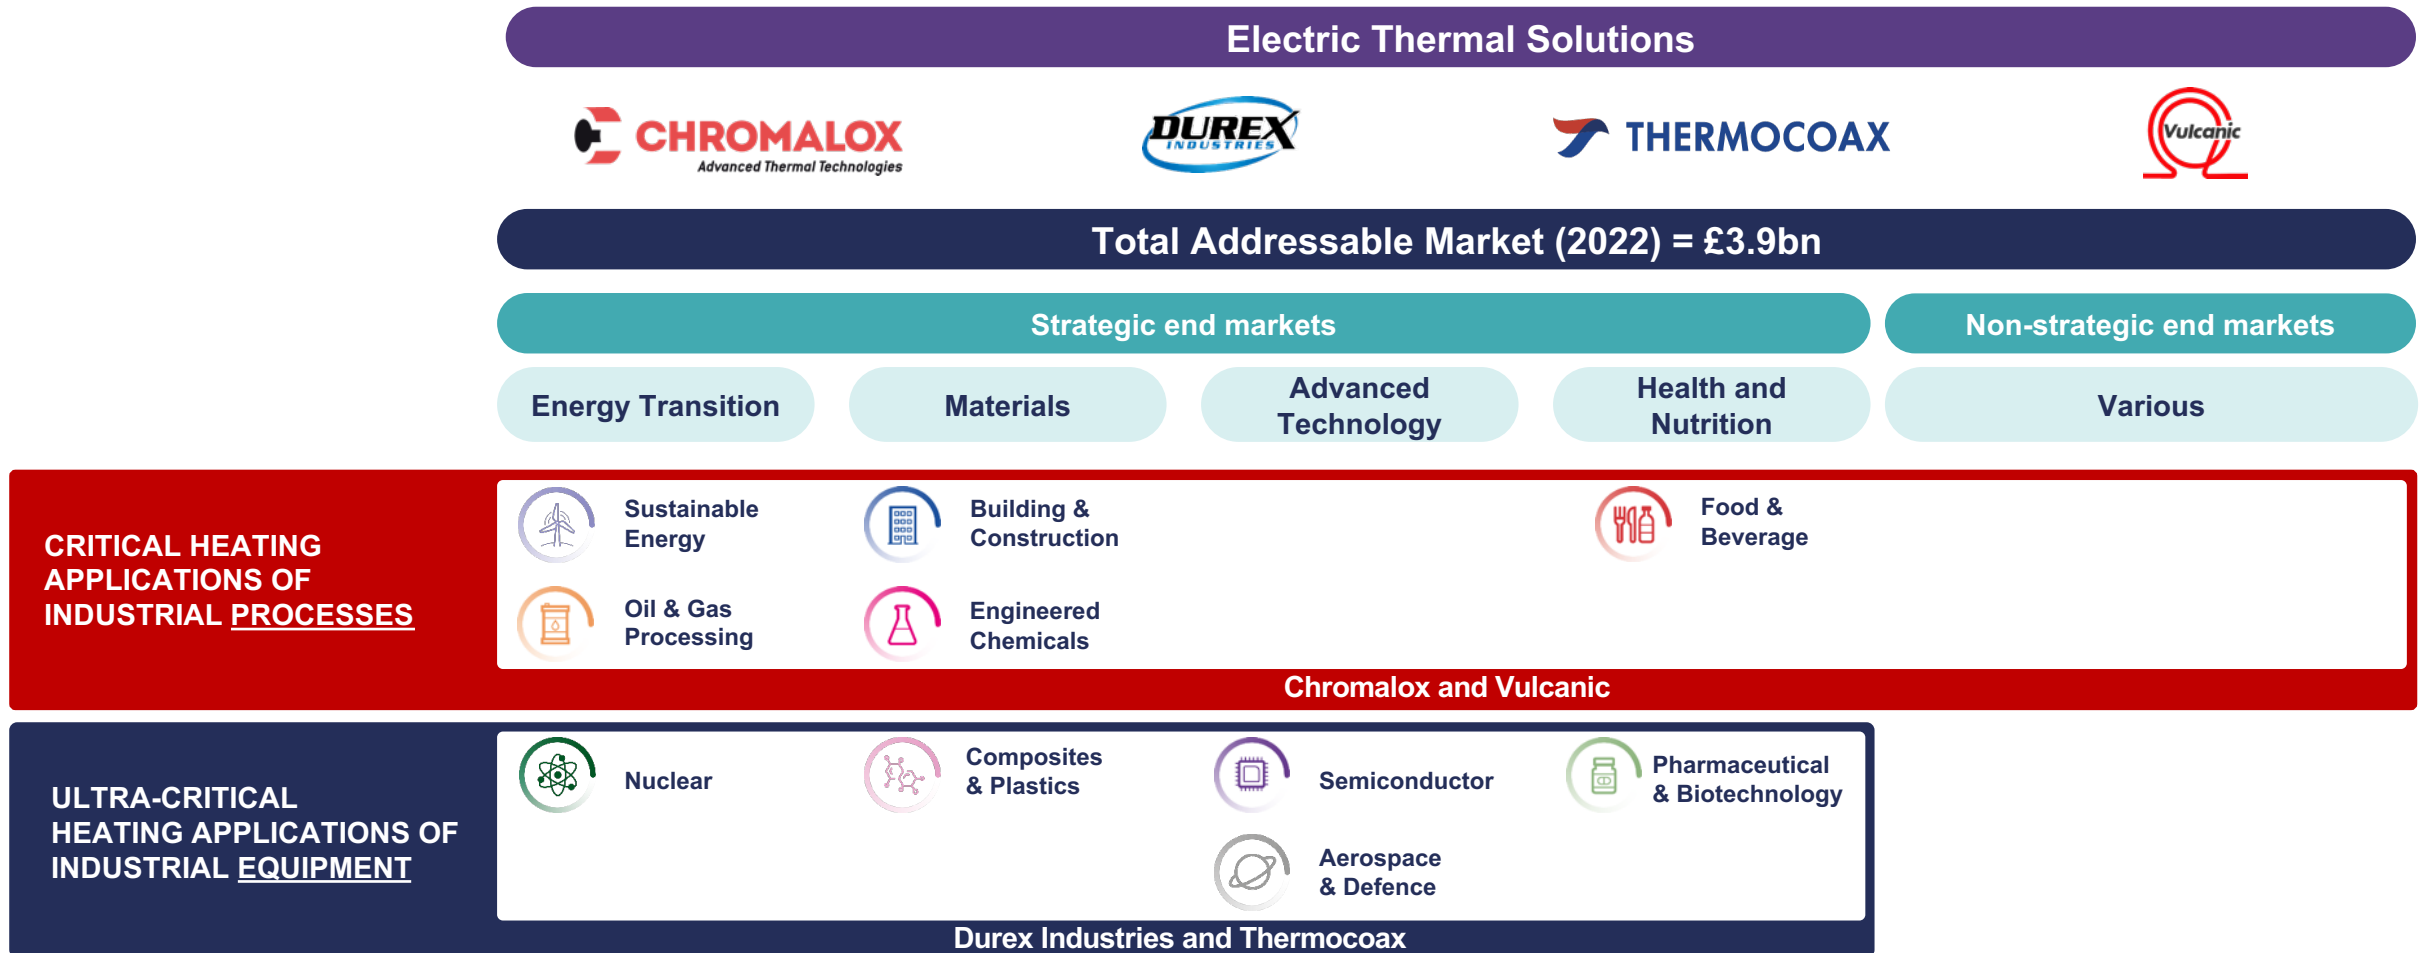 Electric Thermal Solutions
CHROMALOX
Advanced Thermal Technologies
DUREX
INDUSTRIES
THERMOCOAX
Vulcanic
Total Addressable Market (2022) = £3.9bn
Strategic end markets
Non-strategic end markets
Energy Transition
Materials
Advanced
Technology
Health and
Nutrition
Various
CRITICAL HEATING
APPLICATIONS OF
INDUSTRIAL PROCESSES
Sustainable
Energy
Building &
Construction
Food &
Beverage
Oil & Gas
Processing
Engineered
Chemicals
Chromalox and Vulcanic
ULTRA-CRITICAL
HEATING APPLICATIONS OF
INDUSTRIAL EQUIPMENT
Nuclear
Composites
& Plastics
Semiconductor
Pharmaceutical
& Biotechnology
Aerospace
& Defence
Durex Industries and Thermocoax